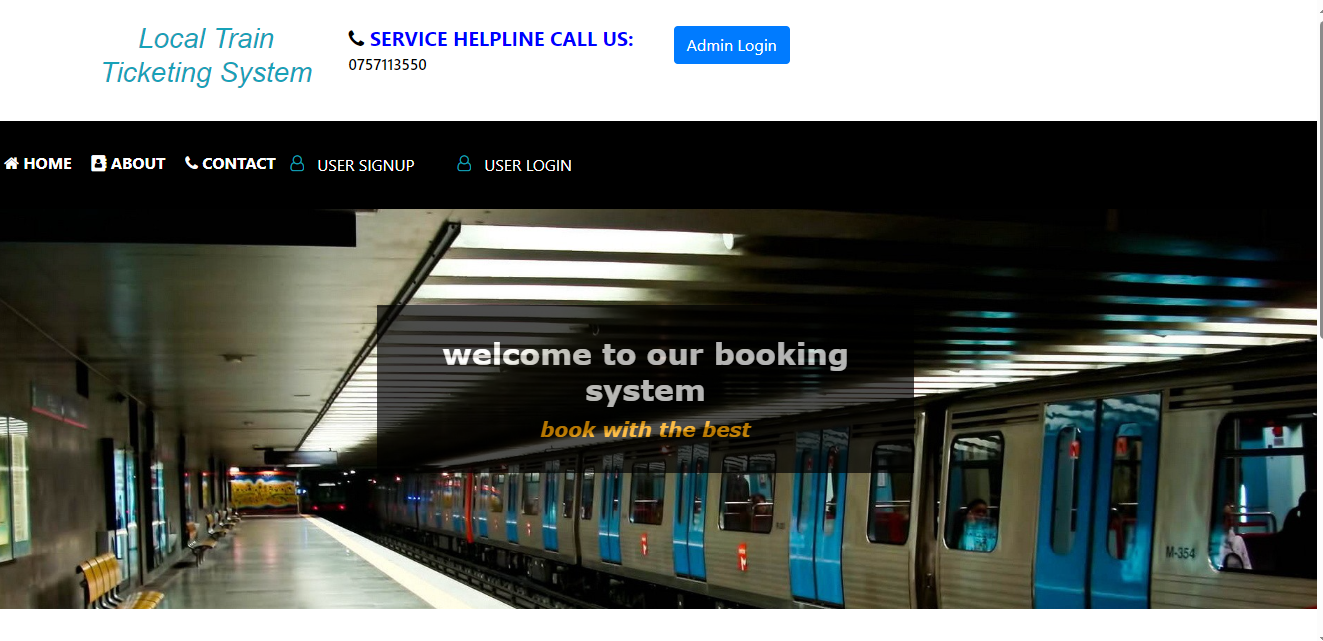 Local Train
Ticketing System
SERVICE HELPLINE CALL US:
0757113550
Admin Login
HOME
ABOUT
CONTACT
USER SIGNUP
USER LOGIN
welcome to our booking
system
book with the best
M-354